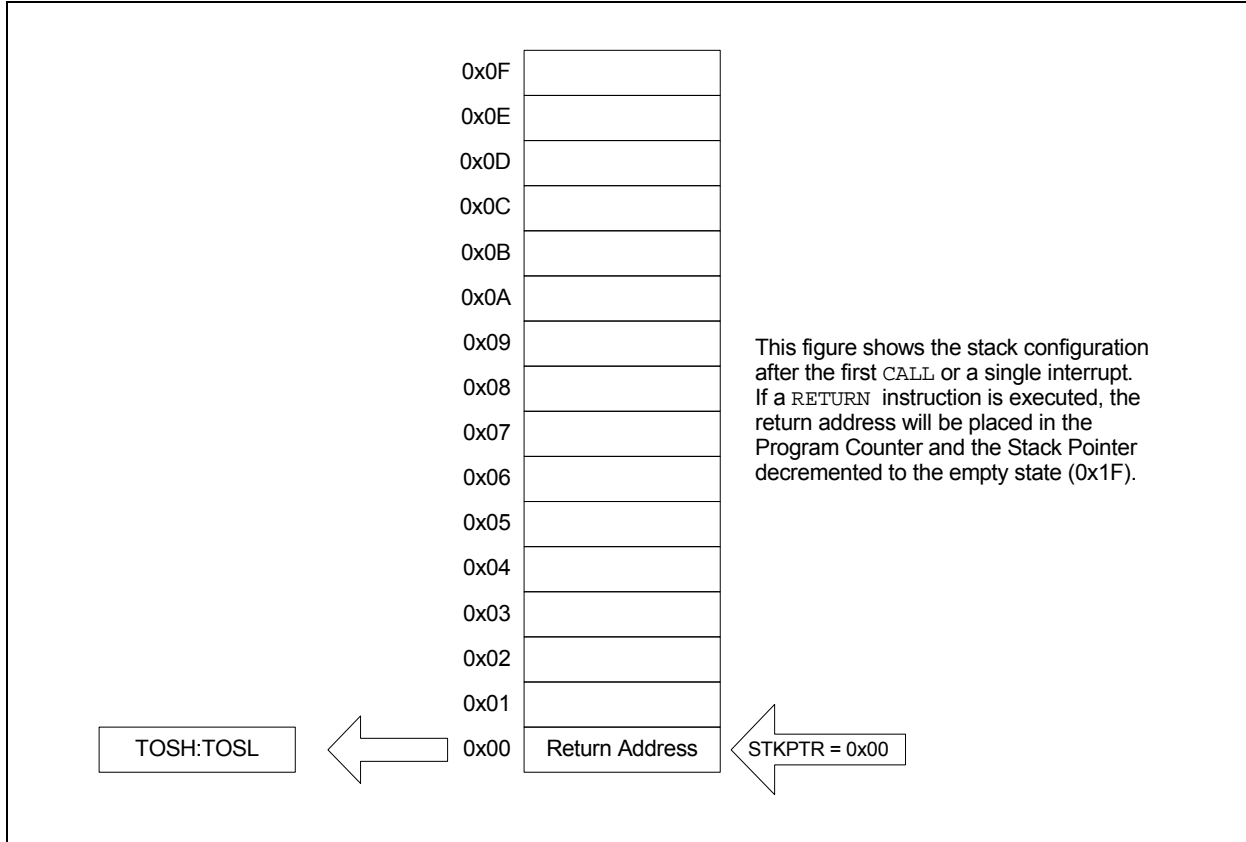 0x0F
0x0E
0x0D
0x0C
0x0B
0x0A
0x09
This figure shows the stack configuration
after the first CALL or a single interrupt.
If a RETURN instruction is executed, the
return address will be placed in the
Program Counter and the Stack Pointer
decremented to the empty state (0x1F).
0x08
0x07
0x06
0x05
0x04
0x03
0x02
0x01
TOSH:TOSL
0x00
Return Address
STKPTR = 0x00